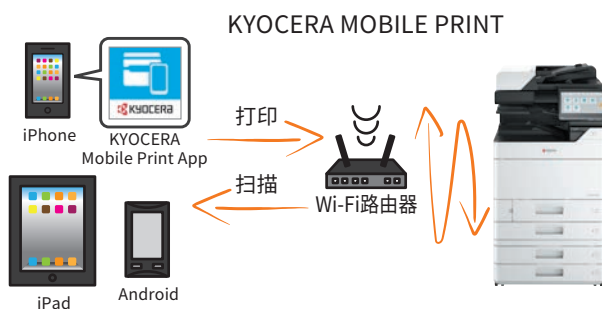 KYOCERA MOBILE PRINT
KYOCERA
iPhone
KYOCERA
Mobile Print App
打印
扫描
Wi-Fi路由器
iPad
Android